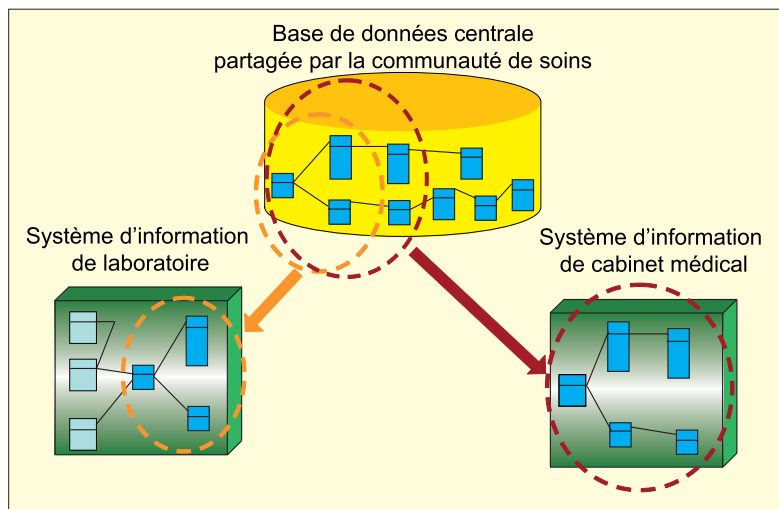 Base de données centrale
partagée par la communauté de soins
Système d’information
de laboratoire
Système d’information
de cabinet médical